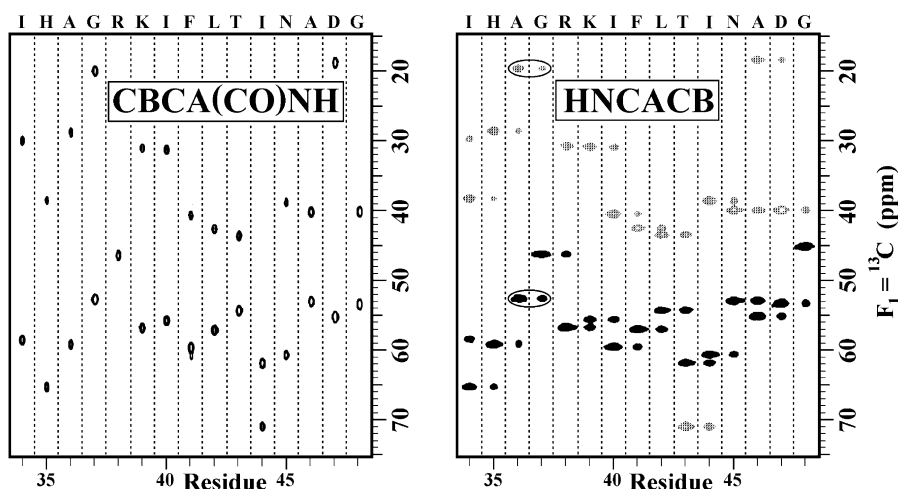 I H A G R K I F L T I N A D G
I H A G R K I F L T I N A D G
CBCA(CO)NH
HNCACB
20
30
40
50
60
70
20
30
40
50
60
70
F1 = 13C (ppm)
35 40 45
Residue
35 40 45
Residue